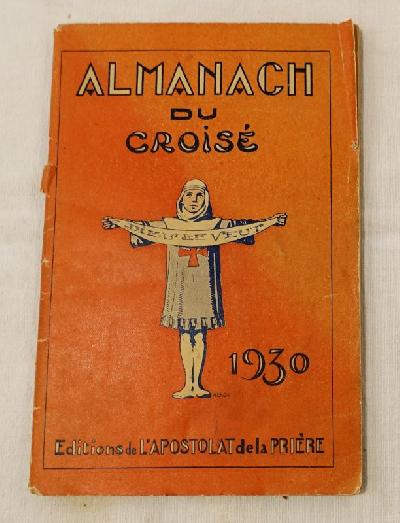 ALMANACH
DU
CROISÉ
DIEU LE VEUT
1930
Editions de L'APOSTOLAT de la PRIÈRE